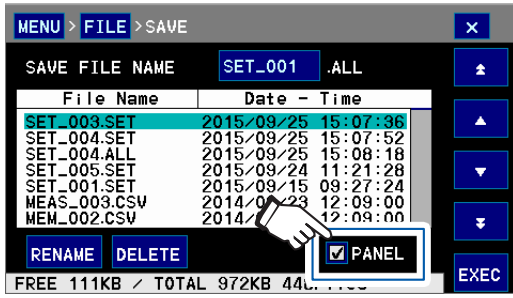 MENU > FILE > SAVE
SAVE FILE NAME SET_001 .ALL
File Name Date - Time
SET_003.SET 2015/09/25 15:07:36
SET_004.SET 2015/09/25 15:07:52
SET_004.ALL 2015/09/25 15:08:18
SET_005.SET 2015/09/24 11:21:28
SET_001.SET 2015/09/15 09:27:24
MEAS_003.CSV 2014/ /23 12:09:00
MEM_002.CSV 2014/ 12:09:00
RENAME DELETE PANEL
EXEC
FREE 111KB / TOTAL 972KB